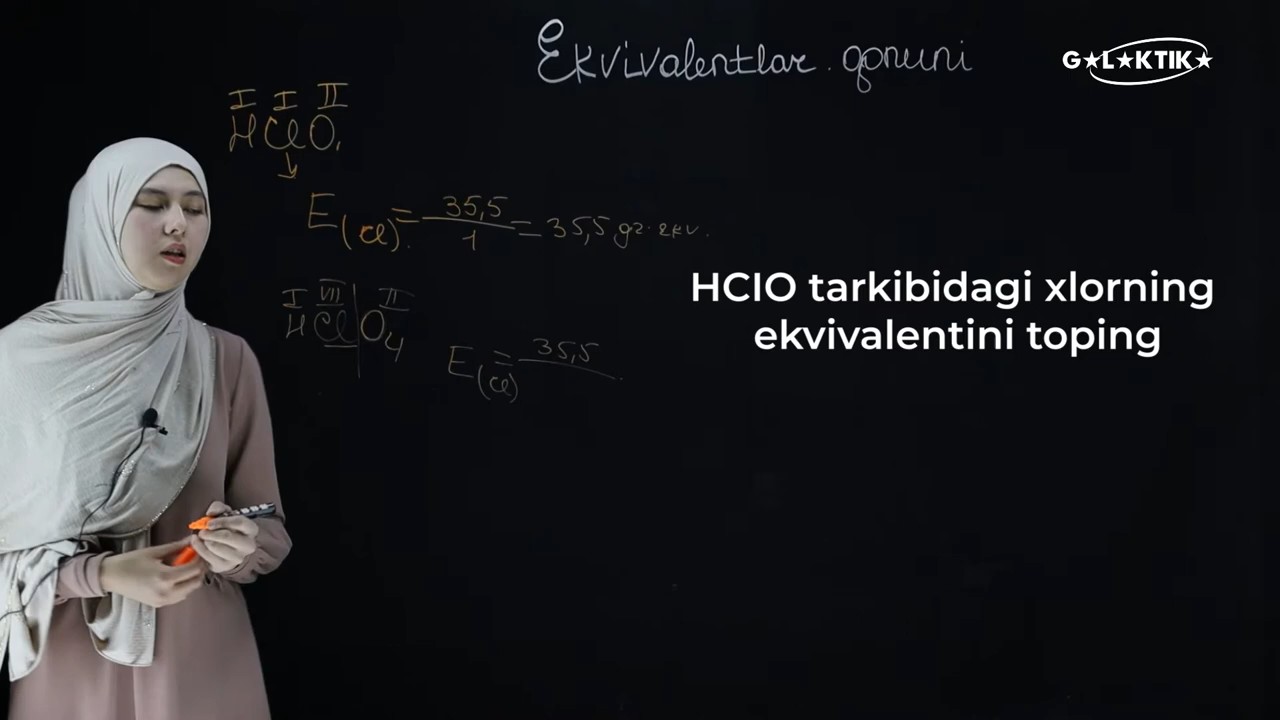 Ekvivalentlar qonuni
G★L★KTIK★
I I II
HClO.
E(Cl) = 35,5 / 1 = 35,5 gr. ekv.
HClO tarkibidagi xlorning
ekvivalentini toping
I VII II
HClO4
E(Cl) = 35,5